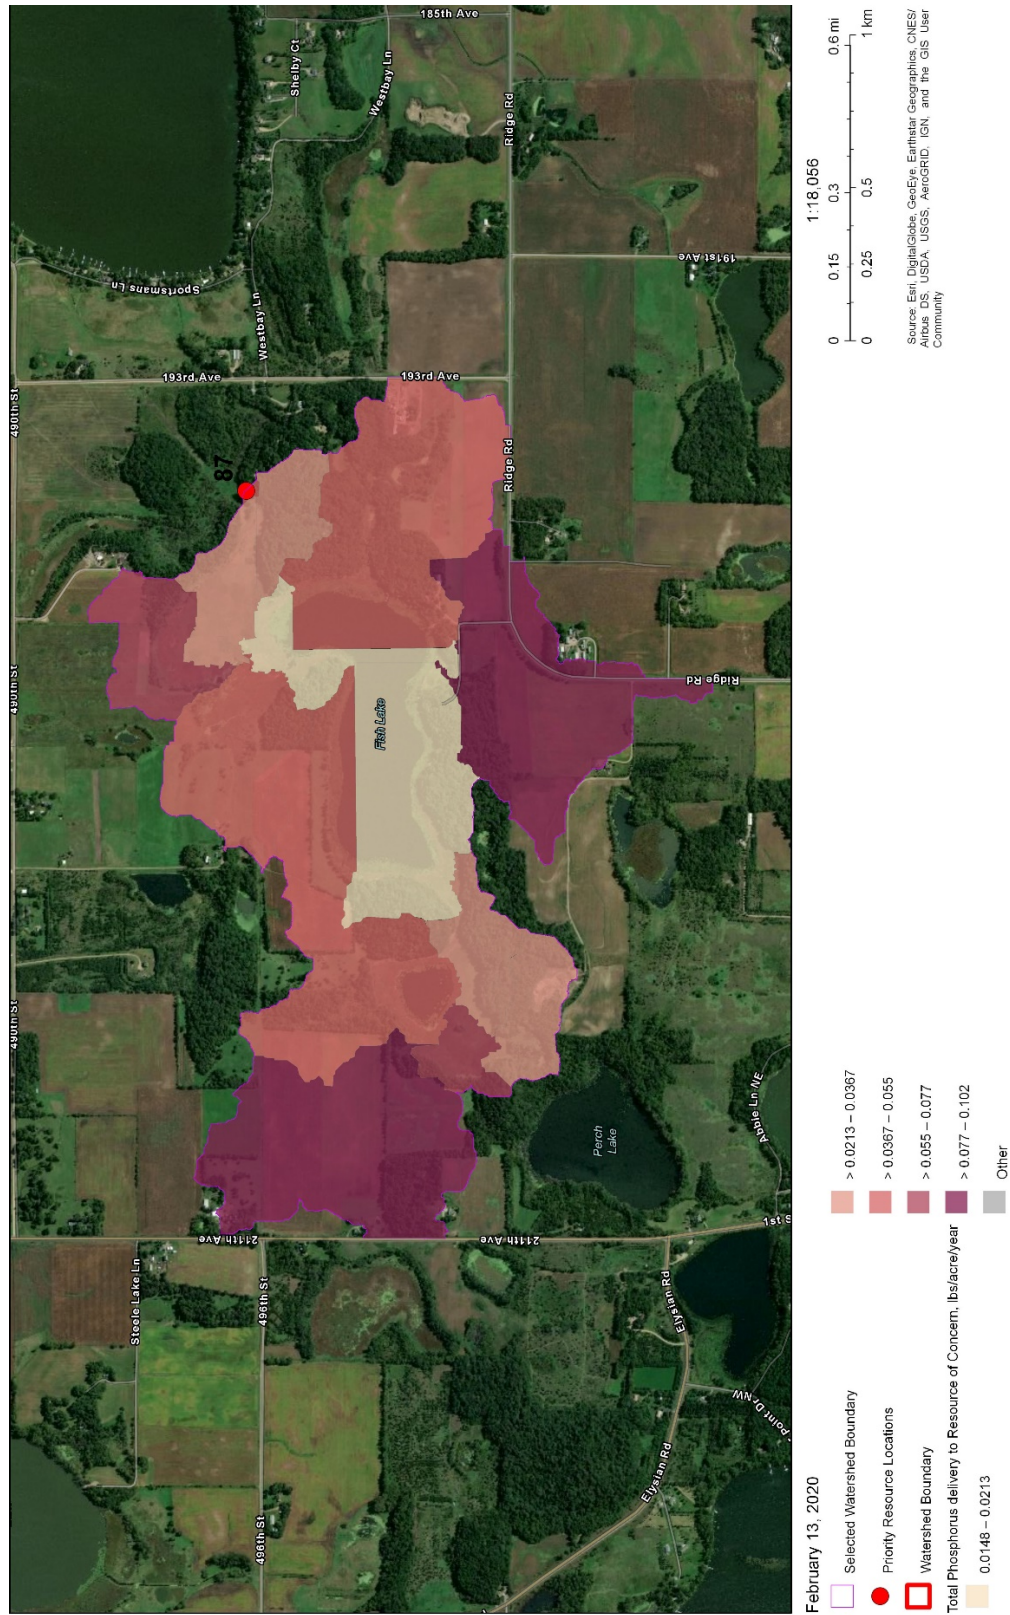 490th St
490th St
490th St
185th Ave
Shelby Ct
Westbay Ln
Sportsmans Ln
Westbay Ln
Ridge Rd
193rd Ave
193rd Ave
191st Ave
87
Ridge Rd
Ridge Rd
Fish Lake
Perch
Lake
Abbie Ln NE
211th Ave
211th Ave
1st S
Steele Lake Ln
496th St
496th St
Elysian Rd
Elysian Rd
Point Dr NW
February 13, 2020
Selected Watershed Boundary
Priority Resource Locations
Watershed Boundary
Total Phosphorus delivery to Resource of Concern, lbs/acre/year
0.0148 – 0.0213
> 0.0213 – 0.0367
> 0.0367 – 0.055
> 0.055 – 0.077
> 0.077 – 0.102
Other
1:18,056
0 0.15 0.3 0.6 mi
0 0.25 0.5 1 km
Source: Esri, DigitalGlobe, GeoEye, Earthstar Geographics, CNES/
Airbus DS, USDA, USGS, AeroGRID, IGN, and the GIS User
Community